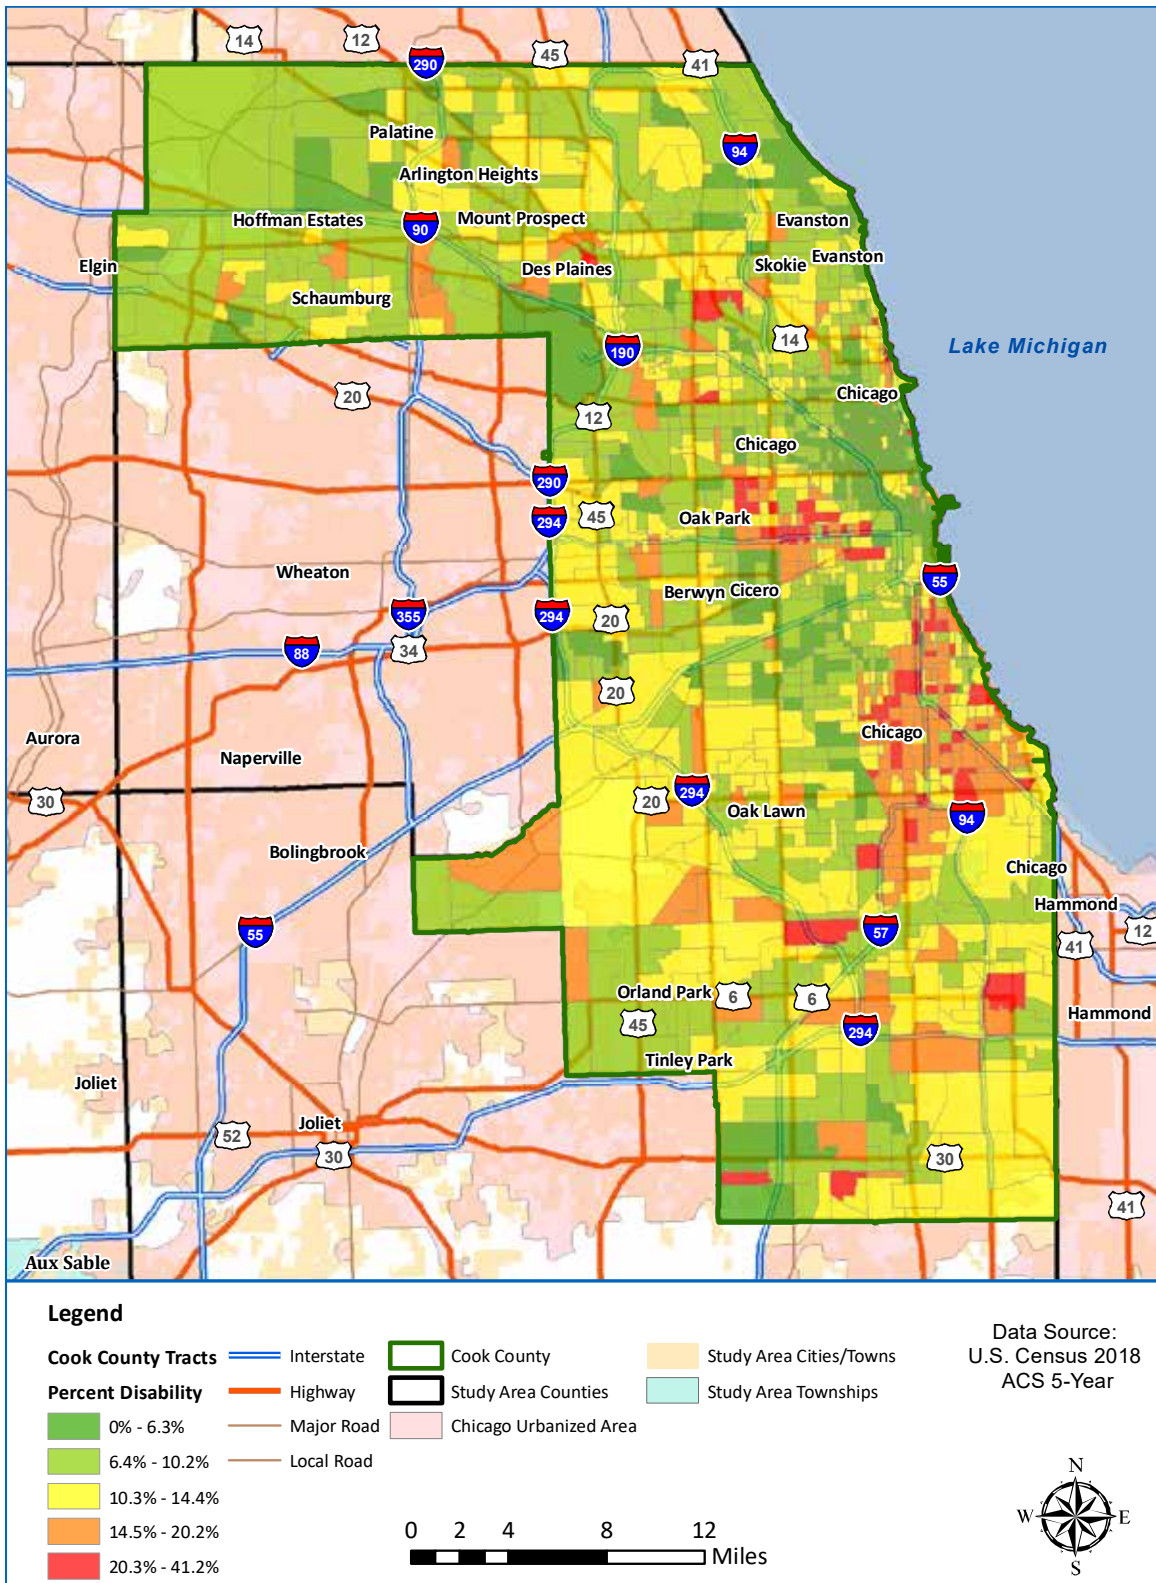 14
12
45
41
290
Palatine
94
Arlington Heights
Hoffman Estates
Mount Prospect
Evanston
90
Elgin
Des Plaines
Skokie
Evanston
Schaumburg
14
190
Lake Michigan
20
Chicago
12
Chicago
290
294
45
Oak Park
Wheaton
55
Berwyn
Cicero
355
294
20
88
34
20
Aurora
Chicago
Naperville
30
294
20
Oak Lawn
94
Bolingbrook
Chicago
Hammond
55
57
12
41
Orland Park
6
6
Hammond
45
294
Tinley Park
Joliet
Joliet
52
30
30
41
Aux Sable
Legend
Cook County Tracts
Percent Disability
0% - 6.3%
6.4% - 10.2%
10.3% - 14.4%
14.5% - 20.2%
20.3% - 41.2%
Interstate
Highway
Major Road
Local Road
Cook County
Study Area Counties
Chicago Urbanized Area
Study Area Cities/Towns
Study Area Townships
Data Source:
U.S. Census 2018
ACS 5-Year
0 2 4 8 12
Miles
N
W E
S